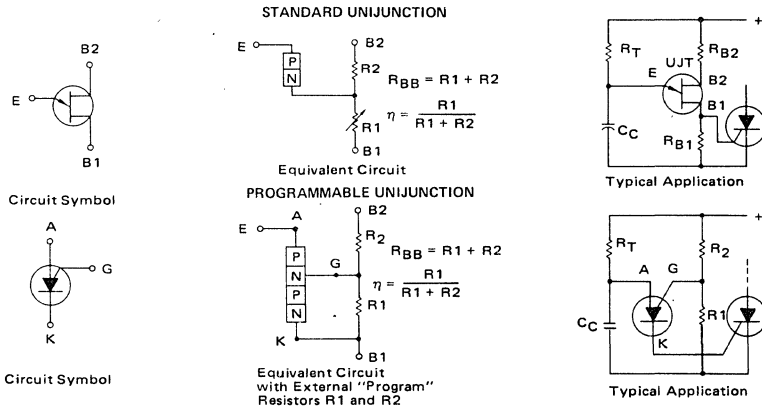 STANDARD UNIJUNCTION
B2
E
B1
Circuit Symbol
E
P
N
B2
R2
R1
B1
RBB = R1 + R2
η = R1 / R1 + R2
Equivalent Circuit
+
RT
RB2
UJT
E
B2
B1
CC
RB1
Typical Application
PROGRAMMABLE UNIJUNCTION
A
G
K
Circuit Symbol
E
A
P
N
P
N
G
K
B2
R2
R1
B1
RBB = R1 + R2
η = R1 / R1 + R2
Equivalent Circuit
with External "Program"
Resistors R1 and R2
+
RT
R2
A
G
R1
CC
K
Typical Application